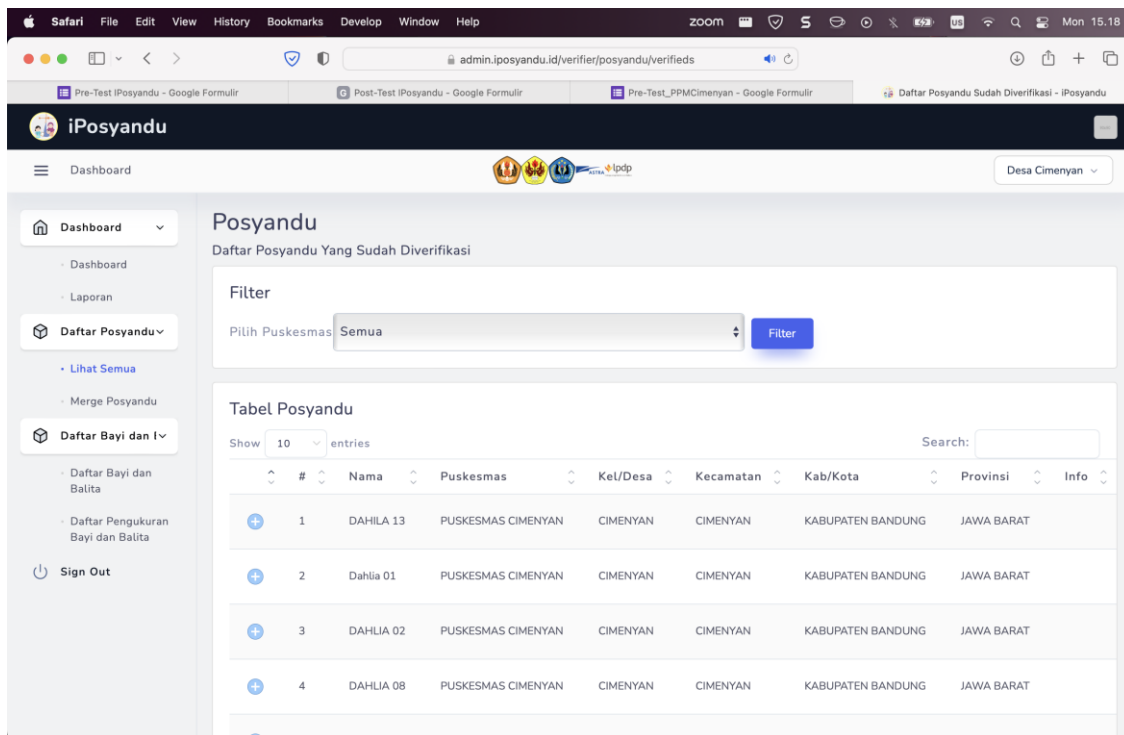 Safari File Edit View History Bookmarks Develop Window Help zoom US Mon 15.18
admin.iposyandu.id/verifier/posyandu/verifieds
Pre-Test IPosyandu - Google Formulir G Post-Test IPosyandu - Google Formulir Pre-Test_PPMCimenyan - Google Formulir Daftar Posyandu Sudah Diverifikasi - iPosyandu
iPosyandu
Dashboard ASTRA lpdp Desa Cimenyan
Dashboard
Dashboard
Laporan
Daftar Posyandu
Lihat Semua
Merge Posyandu
Daftar Bayi dan
Daftar Bayi dan
Balita
Daftar Pengukuran
Bayi dan Balita
Sign Out
Posyandu
Daftar Posyandu Yang Sudah Diverifikasi
Filter
Pilih Puskesmas Semua Filter
Tabel Posyandu
Show 10 entries Search:
# Nama Puskesmas Kel/Desa Kecamatan Kab/Kota Provinsi Info
1 DAHILA 13 PUSKESMAS CIMENYAN CIMENYAN CIMENYAN KABUPATEN BANDUNG JAWA BARAT
2 Dahlia 01 PUSKESMAS CIMENYAN CIMENYAN CIMENYAN KABUPATEN BANDUNG JAWA BARAT
3 DAHLIA 02 PUSKESMAS CIMENYAN CIMENYAN CIMENYAN KABUPATEN BANDUNG JAWA BARAT
4 DAHLIA 08 PUSKESMAS CIMENYAN CIMENYAN CIMENYAN KABUPATEN BANDUNG JAWA BARAT